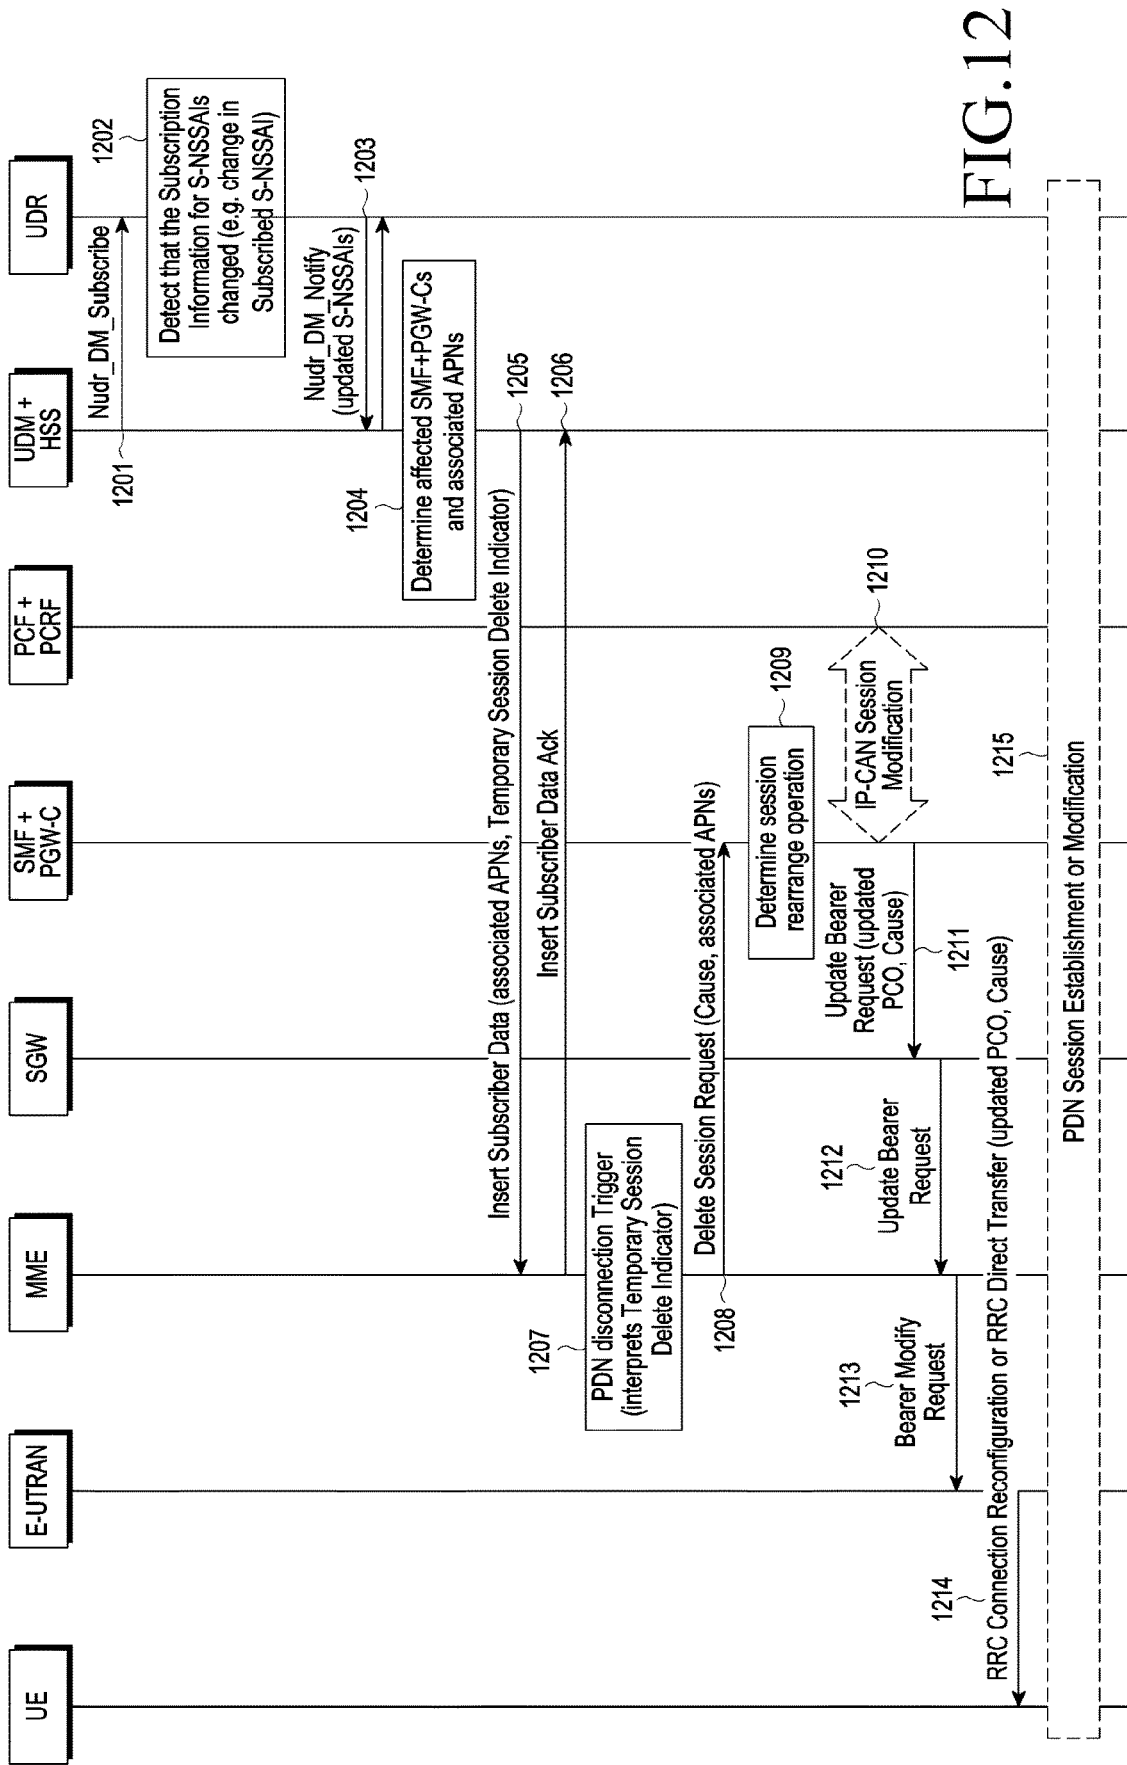 UE
E-UTRAN
MME
SGW
SMF +
PGW-C
PCF +
PCRF
UDM +
HSS
UDR
1201
Nudr_DM_Subscribe
1202
Detect that the Subscription
Information for S-NSSAIs
changed (e.g. change in
Subscribed S-NSSAI)
Nudr_DM_Notify
(updated S-NSSAIs)
1203
1204
Determine affected SMF+PGW-Cs
and associated APNs
Insert Subscriber Data (associated APNs, Temporary Session Delete Indicator)
1205
Insert Subscriber Data Ack
1206
1207
PDN disconnection Trigger
(interprets Temporary Session
Delete Indicator)
1208
Delete Session Request (Cause, associated APNs)
1209
Determine session
rearrange operation
IP-CAN Session
Modification
1210
Update Bearer
Request (updated
PCO, Cause)
1211
1212
Update Bearer
Request
1213
Bearer Modify
Request
1214
RRC Connection Reconfiguration or RRC Direct Transfer (updated PCO, Cause)
1215
PDN Session Establishment or Modification
FIG.12